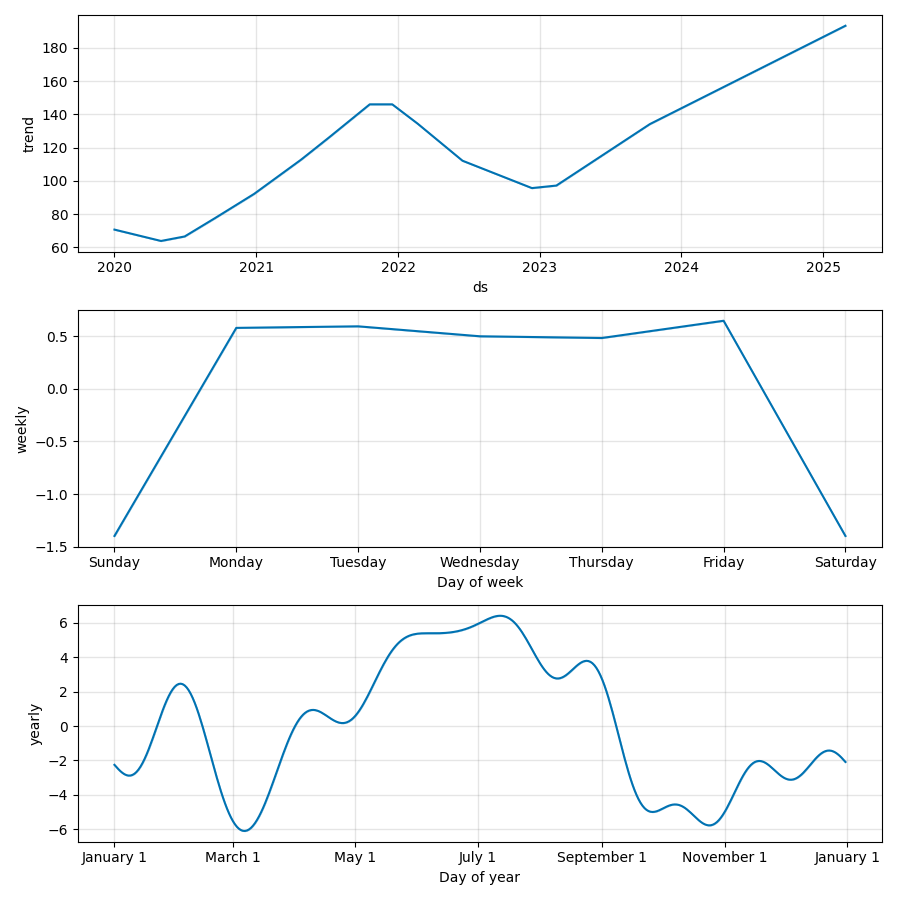 180
160
140
120
100
80
60
trend
2020 2021 2022 2023 2024 2025
ds
0.5
0.0
−0.5
−1.0
−1.5
weekly
Sunday Monday Tuesday Wednesday Thursday Friday Saturday
Day of week
6
4
2
0
−2
−4
−6
yearly
January 1 March 1 May 1 July 1 September 1 November 1 January 1
Day of year